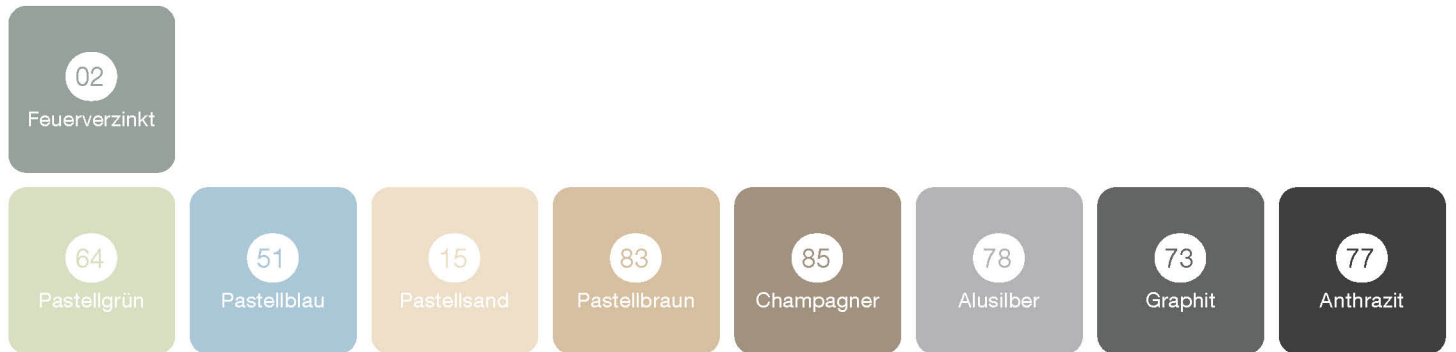 02
Feuerverzinkt
64
Pastellgrün
51
Pastellblau
15
Pastellsand
83
Pastellbraun
85
Champagner
78
Alusilber
73
Graphit
77
Anthrazit